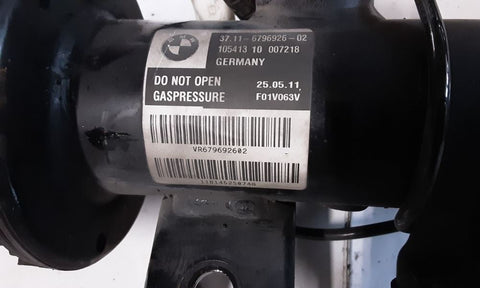 37.11-6796926-02
105413 10 007218
GERMANY
DO NOT OPEN 25.05.11
GASPRESSURE F01V063V
VR679692602